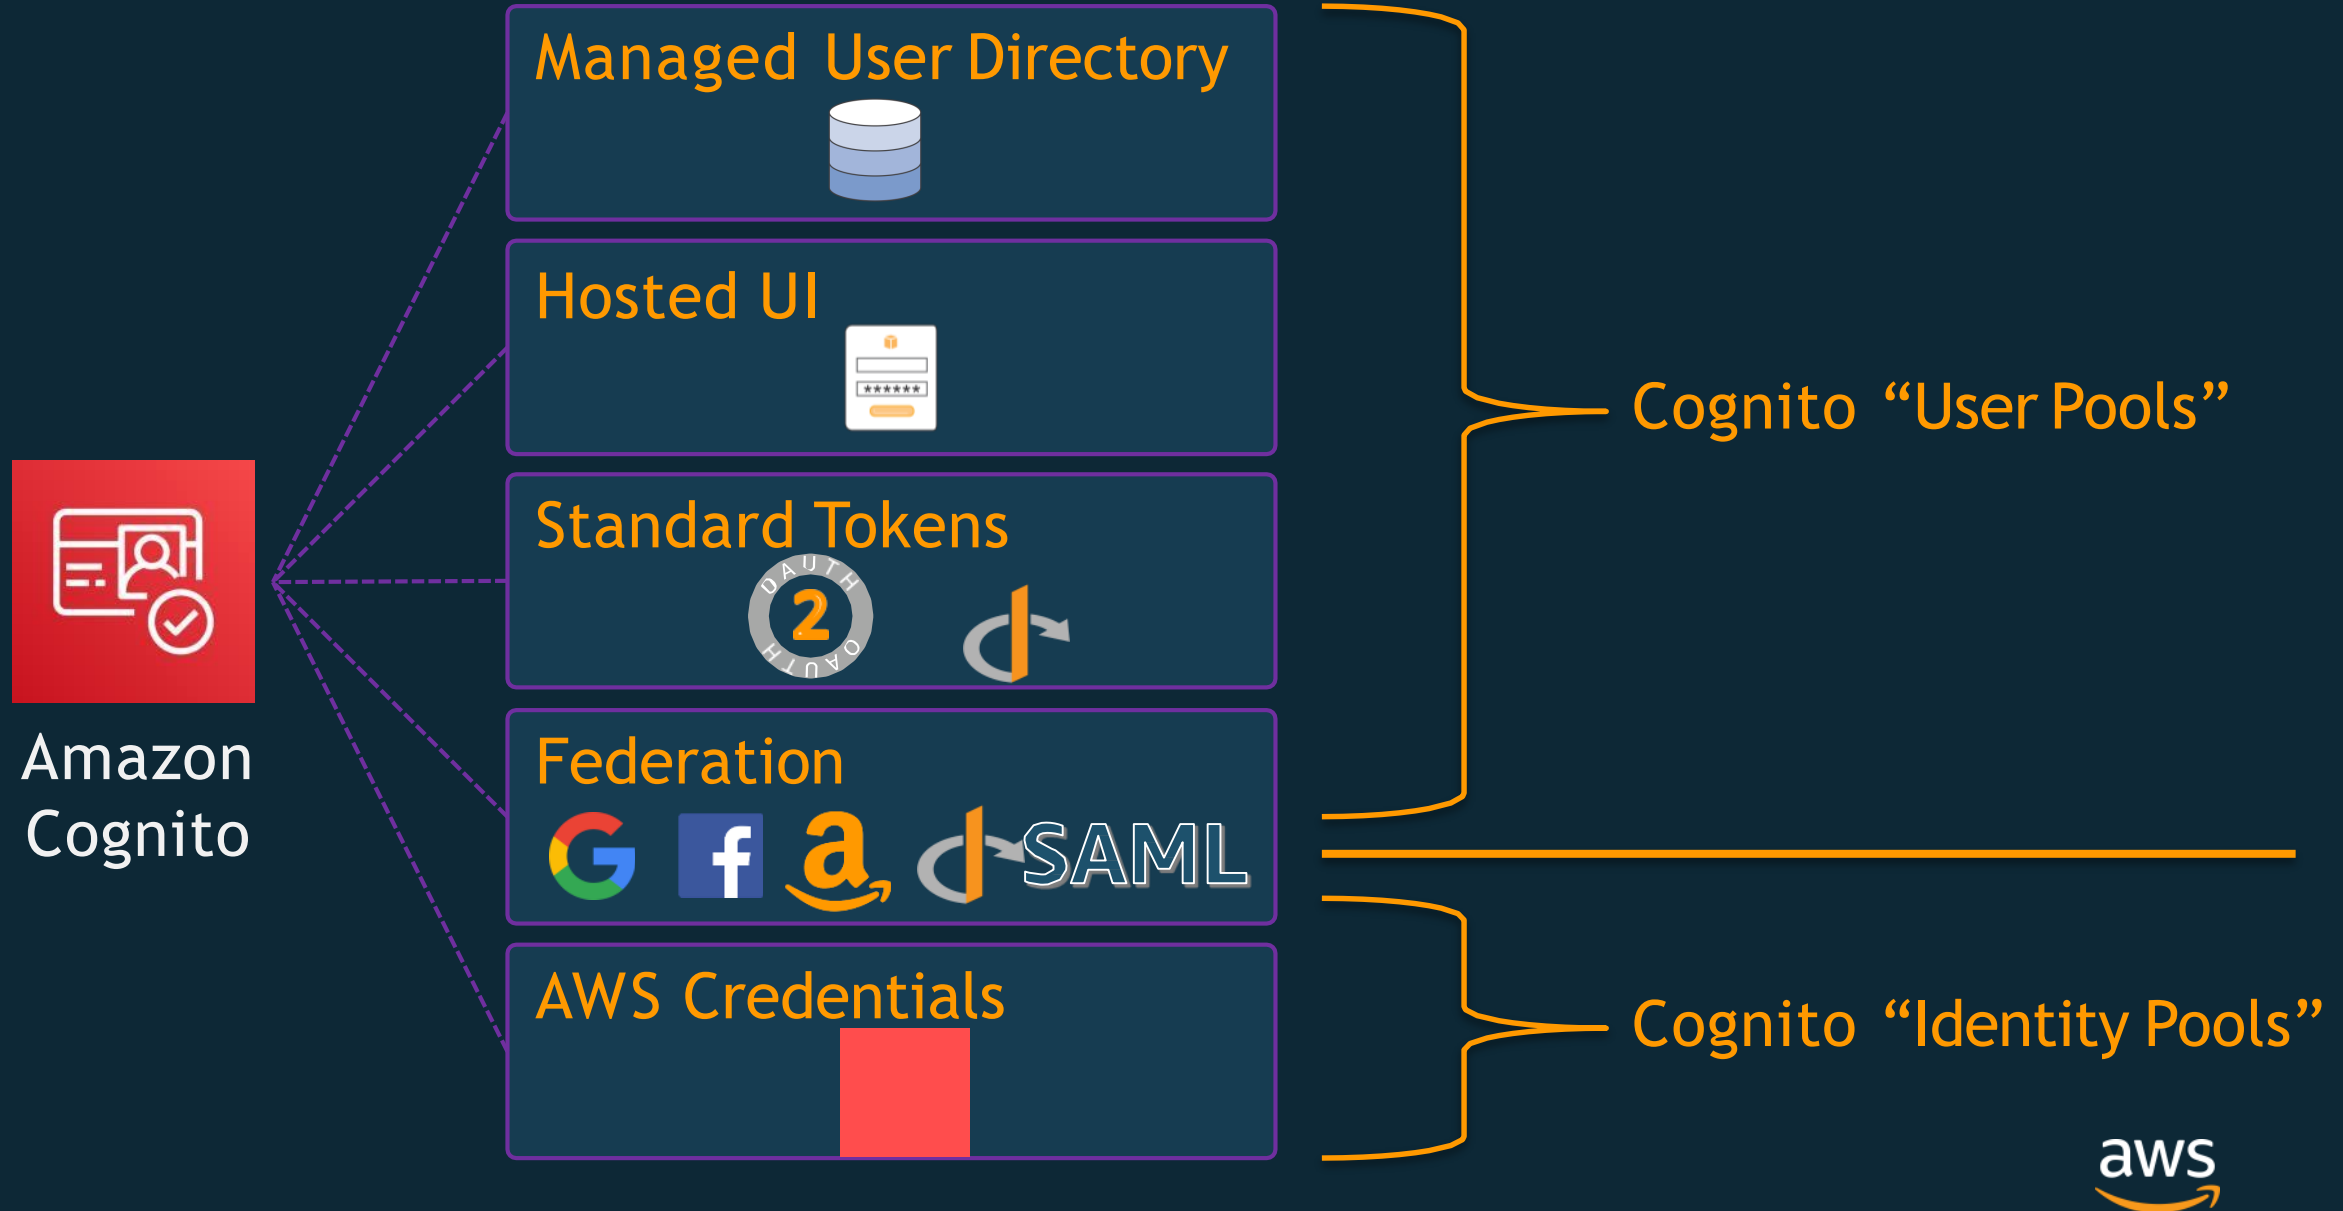 Managed User Directory
Hosted UI
******
Standard Tokens
OAUTH
2
OAUTH
Federation
G
f
a
SAML
AWS Credentials
Amazon
Cognito
Cognito “User Pools”
Cognito “Identity Pools”
aws